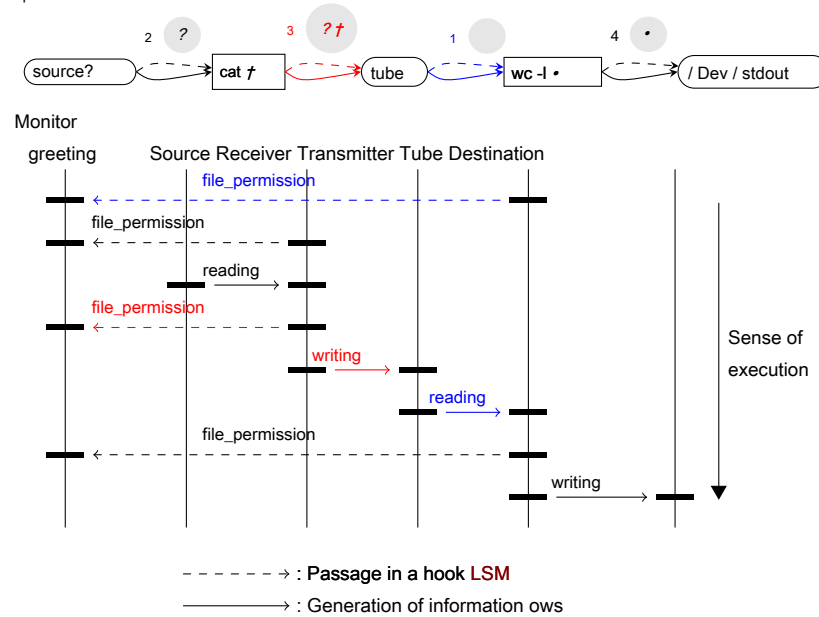 2 ? 3 ? † 1 4 •
source? cat † tube wc -l • / Dev / stdout
Monitor
greeting Source Receiver Transmitter Tube Destination
file_permission
file_permission
reading
file_permission
writing
reading
file_permission
writing
Sense of
execution
: Passage in a hook LSM
: Generation of information ows